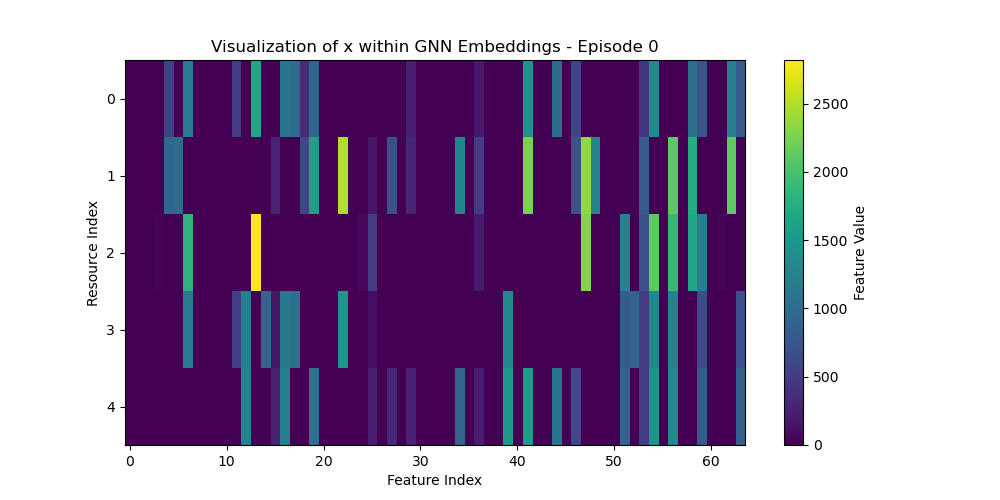 Visualization of x within GNN Embeddings - Episode 0
Resource Index
0
1
2
3
4
0 10 20 30 40 50 60
Feature Index
2500
2000
1500
1000
500
0
Feature Value